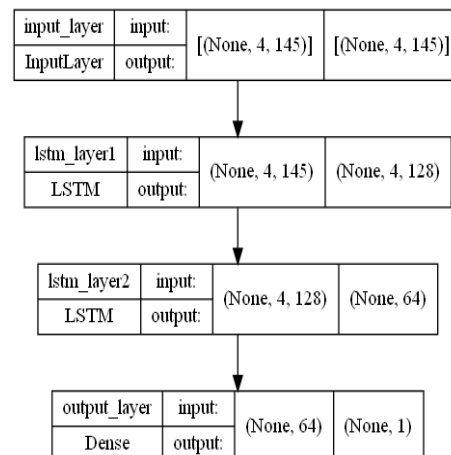 input_layer input: [(None, 4, 145)] [(None, 4, 145)]
InputLayer output:
lstm_layer1 input: (None, 4, 145) (None, 4, 128)
LSTM output:
lstm_layer2 input: (None, 4, 128) (None, 64)
LSTM output:
output_layer input: (None, 64) (None, 1)
Dense output: